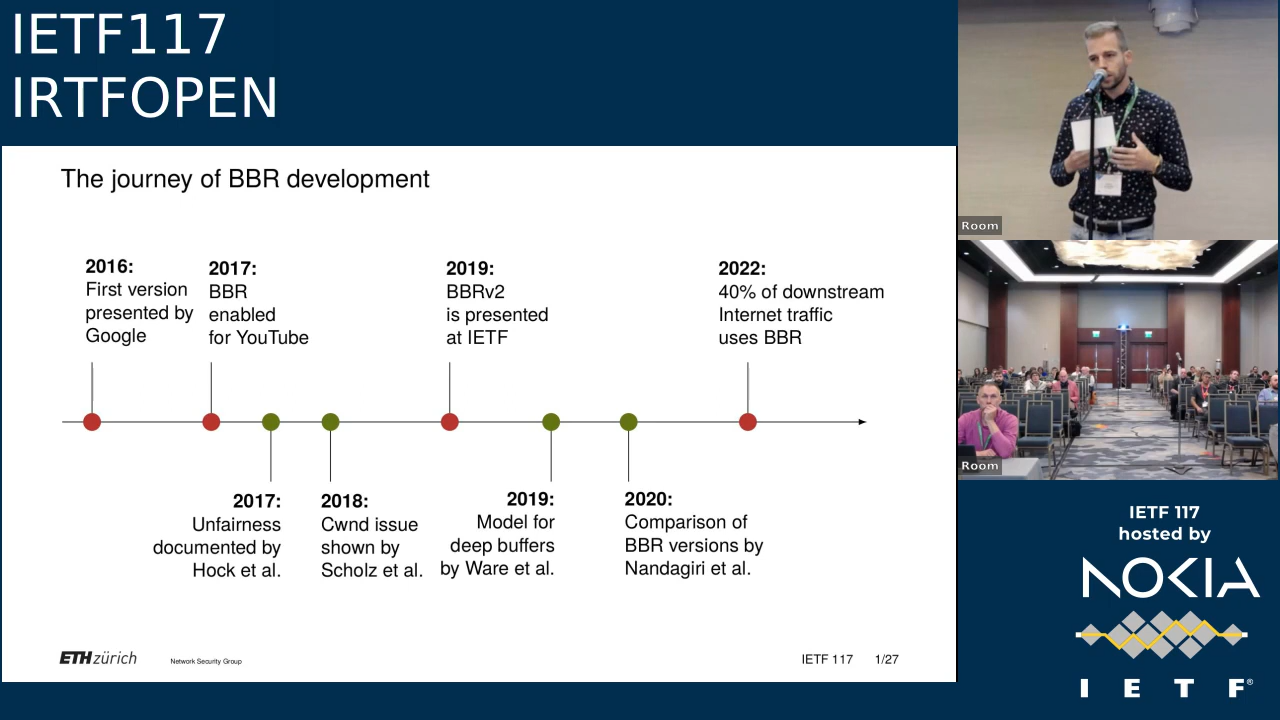 IETF117
IRTFOPEN
The journey of BBR development
2016:
First version
presented by
Google
2017:
BBR
enabled
for YouTube
2019:
BBRv2
is presented
at IETF
2022:
40% of downstream
Internet traffic
uses BBR
2017:
Unfairness
documented by
Hock et al.
2018:
Cwnd issue
shown by
Scholz et al.
2019:
Model for
deep buffers
by Ware et al.
2020:
Comparison of
BBR versions by
Nandagiri et al.
ETH zürich
Network Security Group
IETF 117 1/27
Room
Room
IETF 117
hosted by
NOKIA
I E T F®